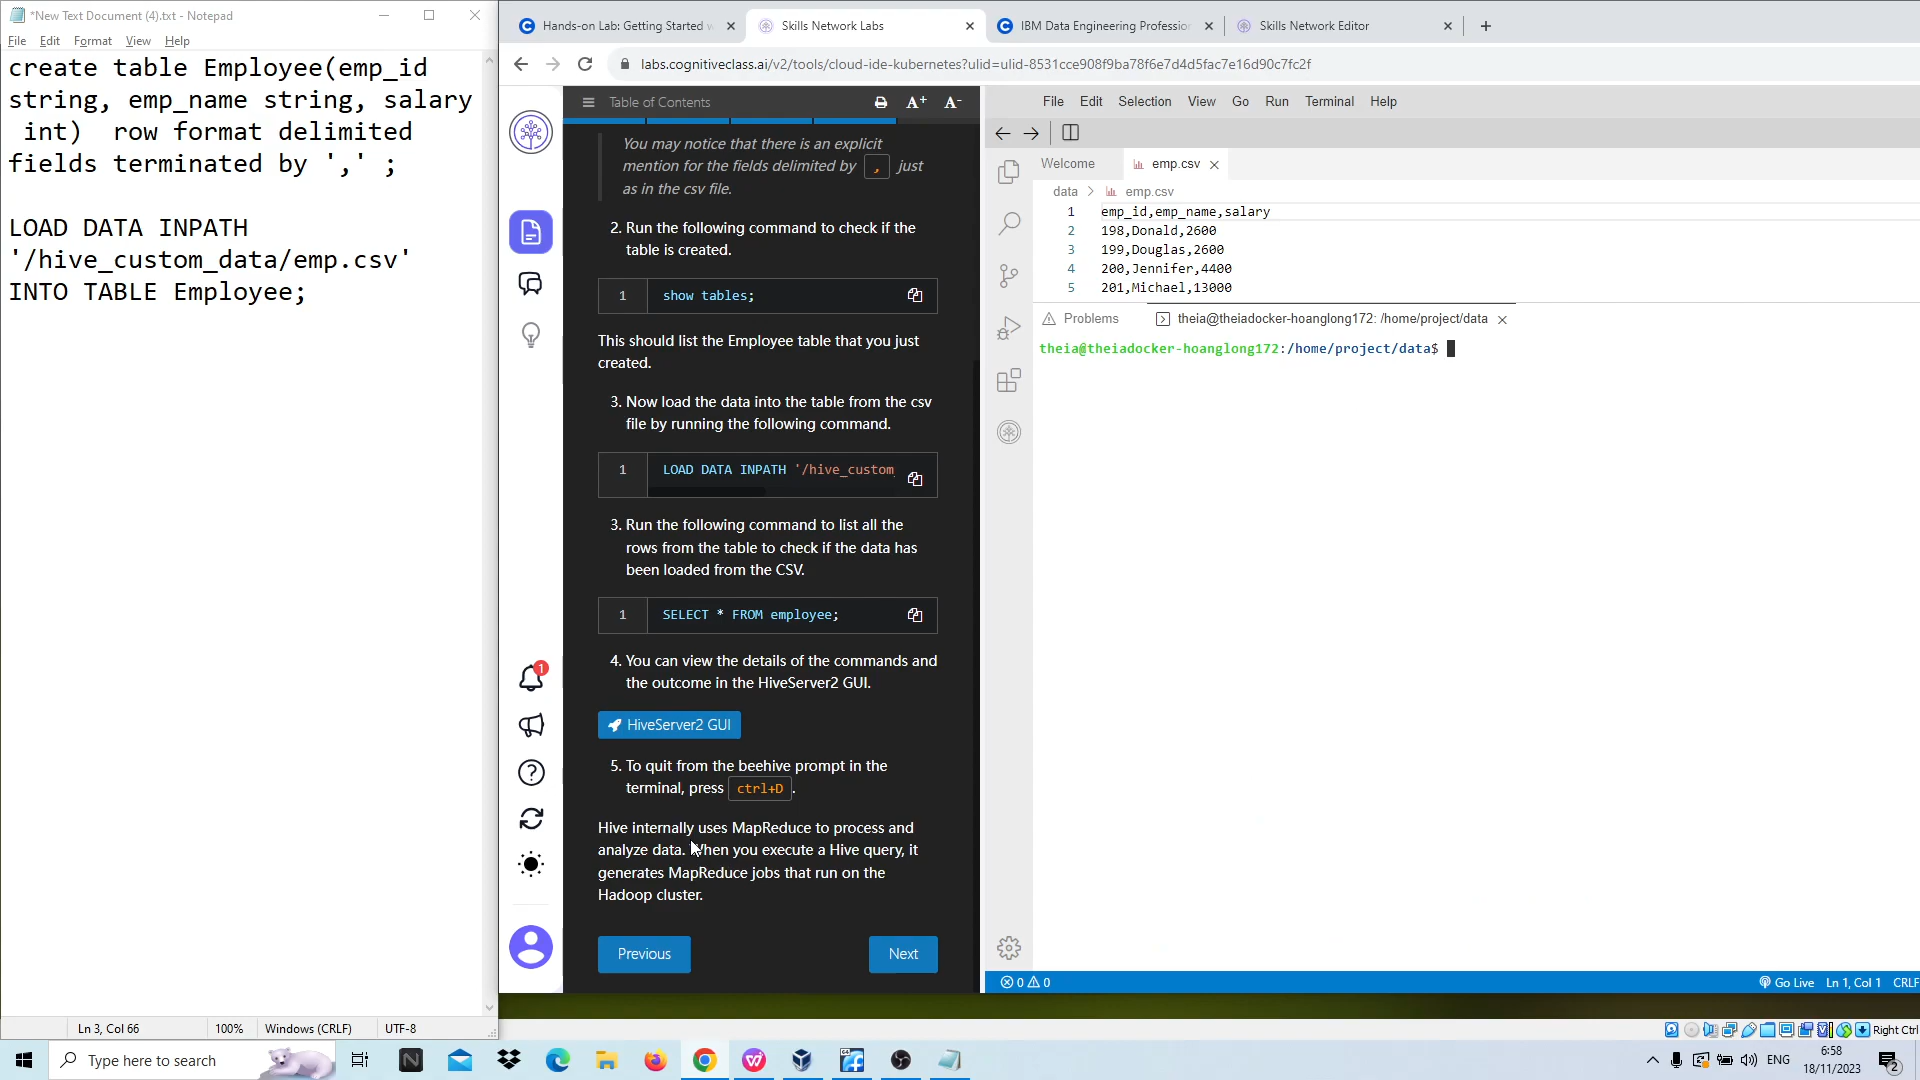 *New Text Document (4).txt - Notepad
File Edit Format View Help
create table Employee(emp_id
string, emp_name string, salary
int)  row format delimited
fields terminated by ',' ;
LOAD DATA INPATH
'/hive_custom_data/emp.csv'
INTO TABLE Employee;
Ln 3, Col 66
100%
Windows (CRLF)
UTF-8
Hands-on Lab: Getting Started w
Skills Network Labs
IBM Data Engineering Professio
Skills Network Editor
labs.cognitiveclass.ai/v2/tools/cloud-ide-kubernetes?ulid=ulid-8531cce908f9ba78f6e7d4d5fac7e16d90c7fc2f
Table of Contents
A+ A-
You may notice that there is an explicit
mention for the fields delimited by , just
as in the csv file.
2. Run the following command to check if the
table is created.
1 show tables;
This should list the Employee table that you just
created.
3. Now load the data into the table from the csv
file by running the following command.
1 LOAD DATA INPATH '/hive_custom_
3. Run the following command to list all the
rows from the table to check if the data has
been loaded from the CSV.
1 SELECT * FROM employee;
4. You can view the details of the commands and
the outcome in the HiveServer2 GUI.
HiveServer2 GUI
5. To quit from the beehive prompt in the
terminal, press ctrl+D.
Hive internally uses MapReduce to process and
analyze data. When you execute a Hive query, it
generates MapReduce jobs that run on the
Hadoop cluster.
Previous
Next
1
File Edit Selection View Go Run Terminal Help
Welcome
emp.csv
data > emp.csv
1 emp_id,emp_name,salary
2 198,Donald,2600
3 199,Douglas,2600
4 200,Jennifer,4400
5 201,Michael,13000
Problems
theia@theiadocker-hoanglong172: /home/project/data
theia@theiadocker-hoanglong172:/home/project/data$
0 0
Go Live
Ln 1, Col 1
CRLF
Right Ctrl
Type here to search
ENG
6:58
18/11/2023
2